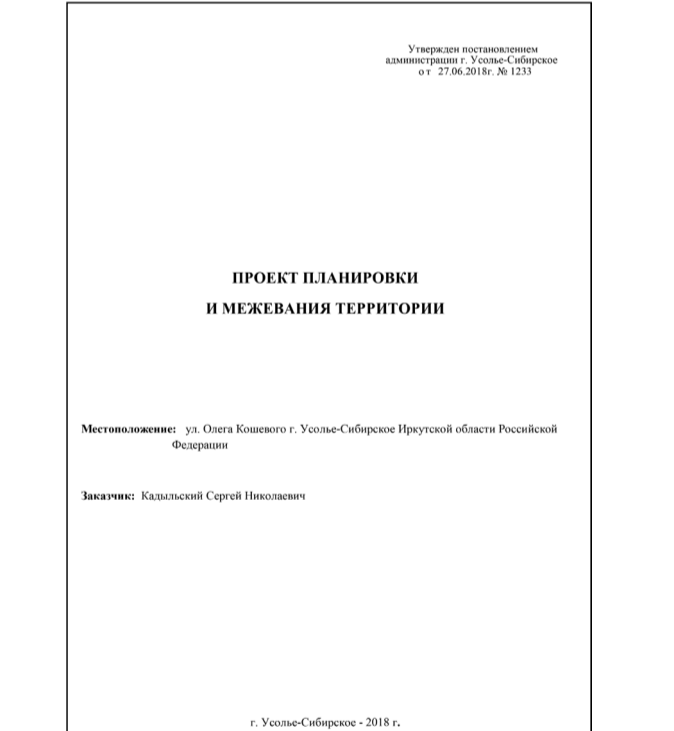 Утвержден постановлением
администрации г. Усолье-Сибирское
от 27.06.2018г. № 1233
ПРОЕКТ ПЛАНИРОВКИ
И МЕЖЕВАНИЯ ТЕРРИТОРИИ
Местоположение: ул. Олега Кошевого г. Усолье-Сибирское Иркутской области Российской
Федерации
Заказчик: Кадыльский Сергей Николаевич
г. Усолье-Сибирское - 2018 г.